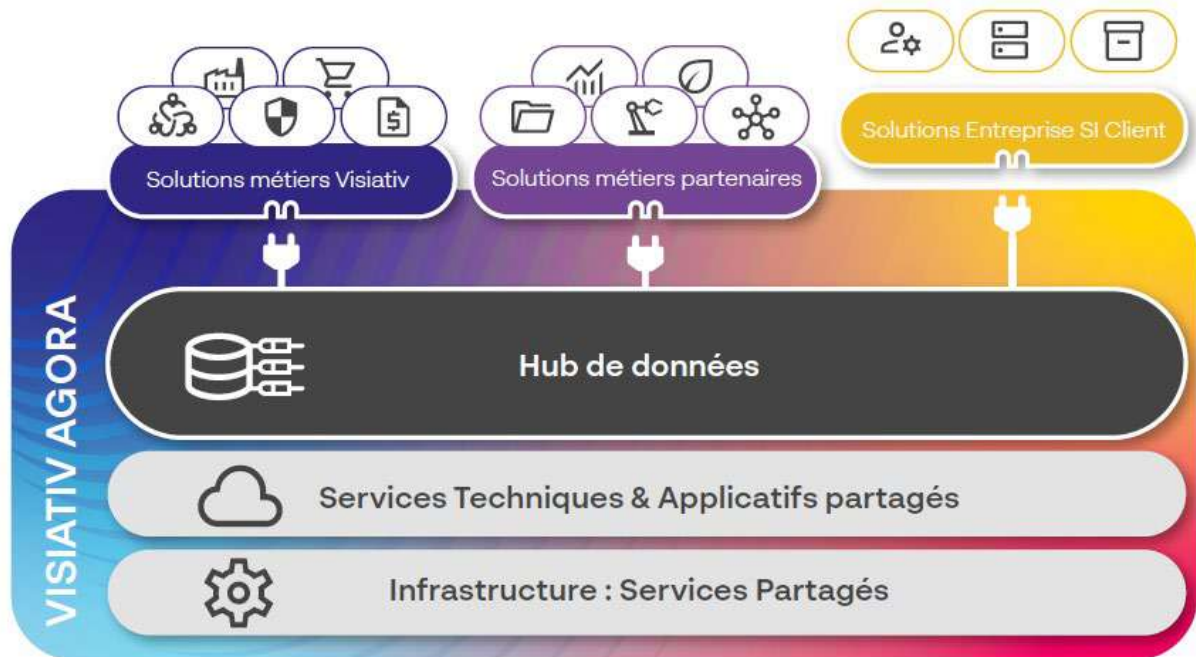 Solutions métiers Visiativ
Solutions métiers partenaires
Solutions Entreprise SI Client
VISIATIV AGORA
Hub de données
Services Techniques & Applicatifs partagés
Infrastructure : Services Partagés